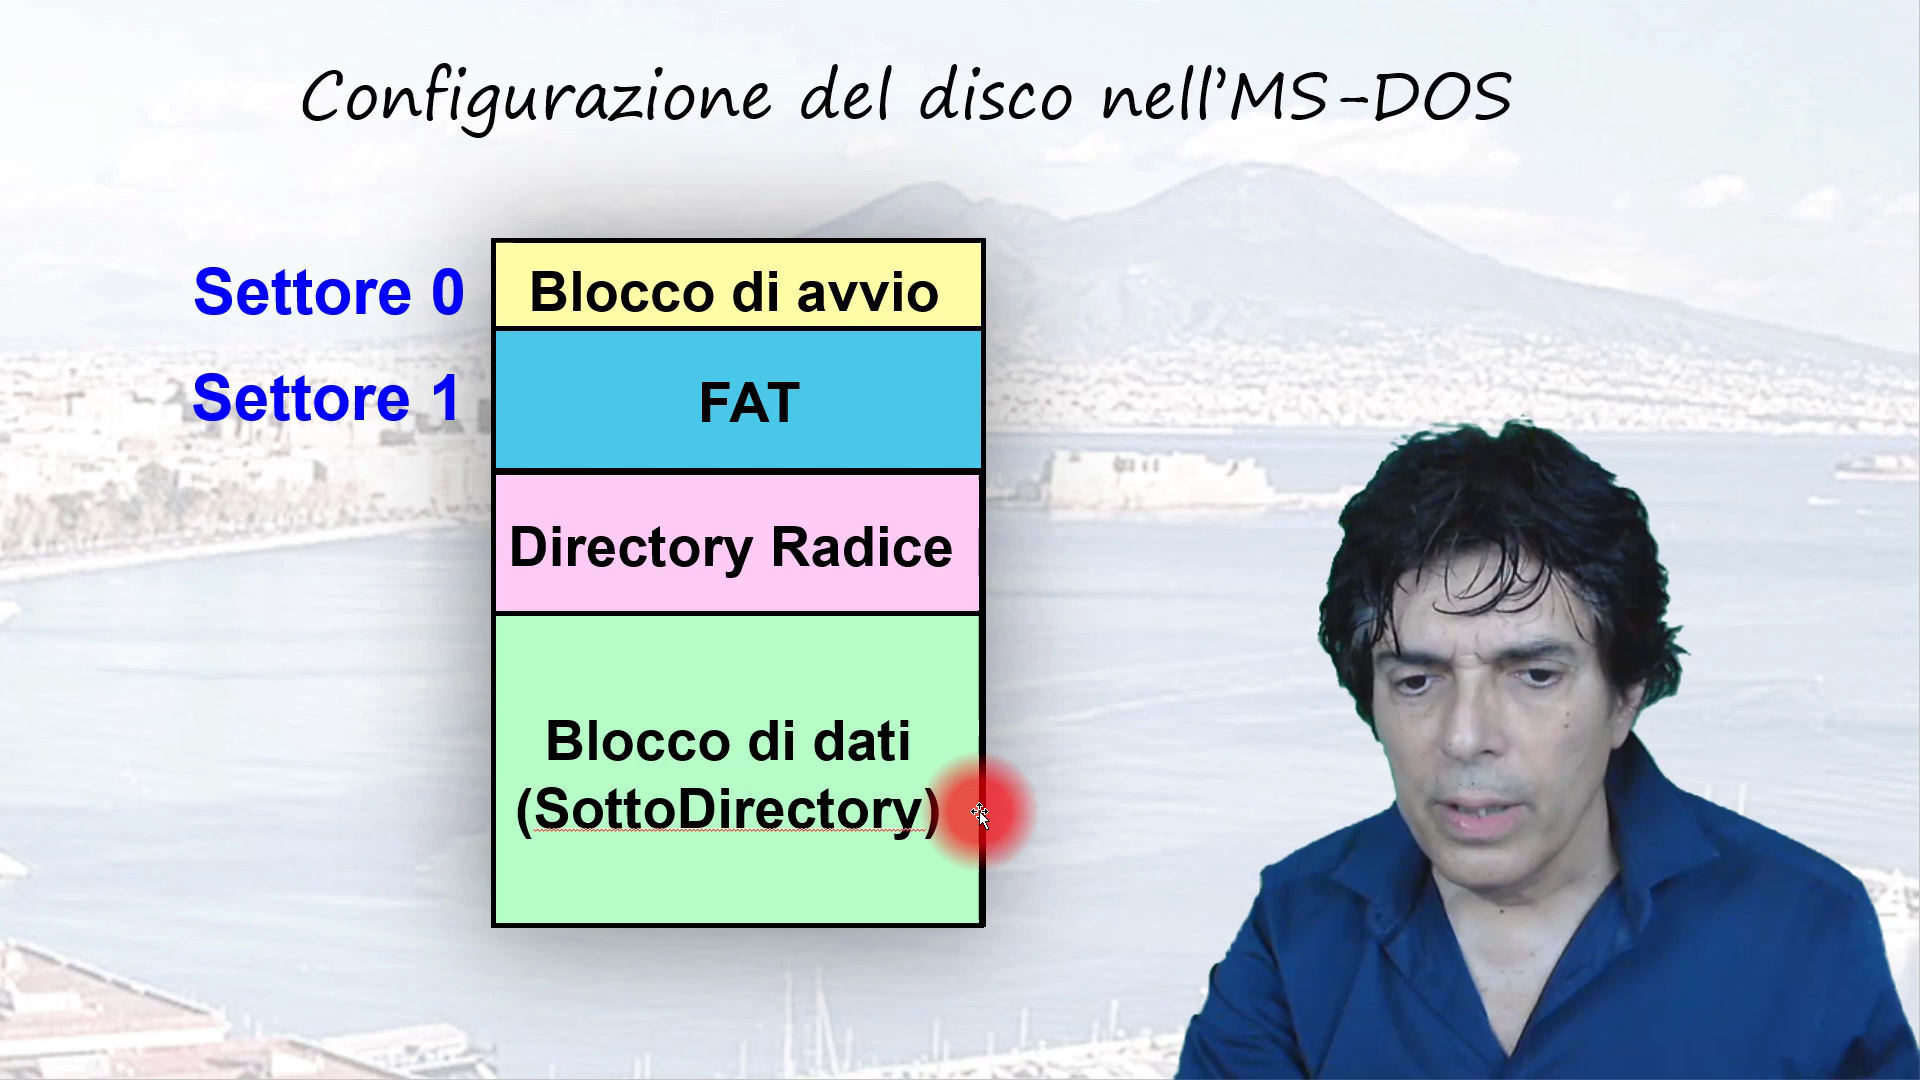 Configurazione del disco nell'MS-DOS
Settore 0
Blocco di avvio
Settore 1
FAT
Directory Radice
Blocco di dati
(SottoDirectory)